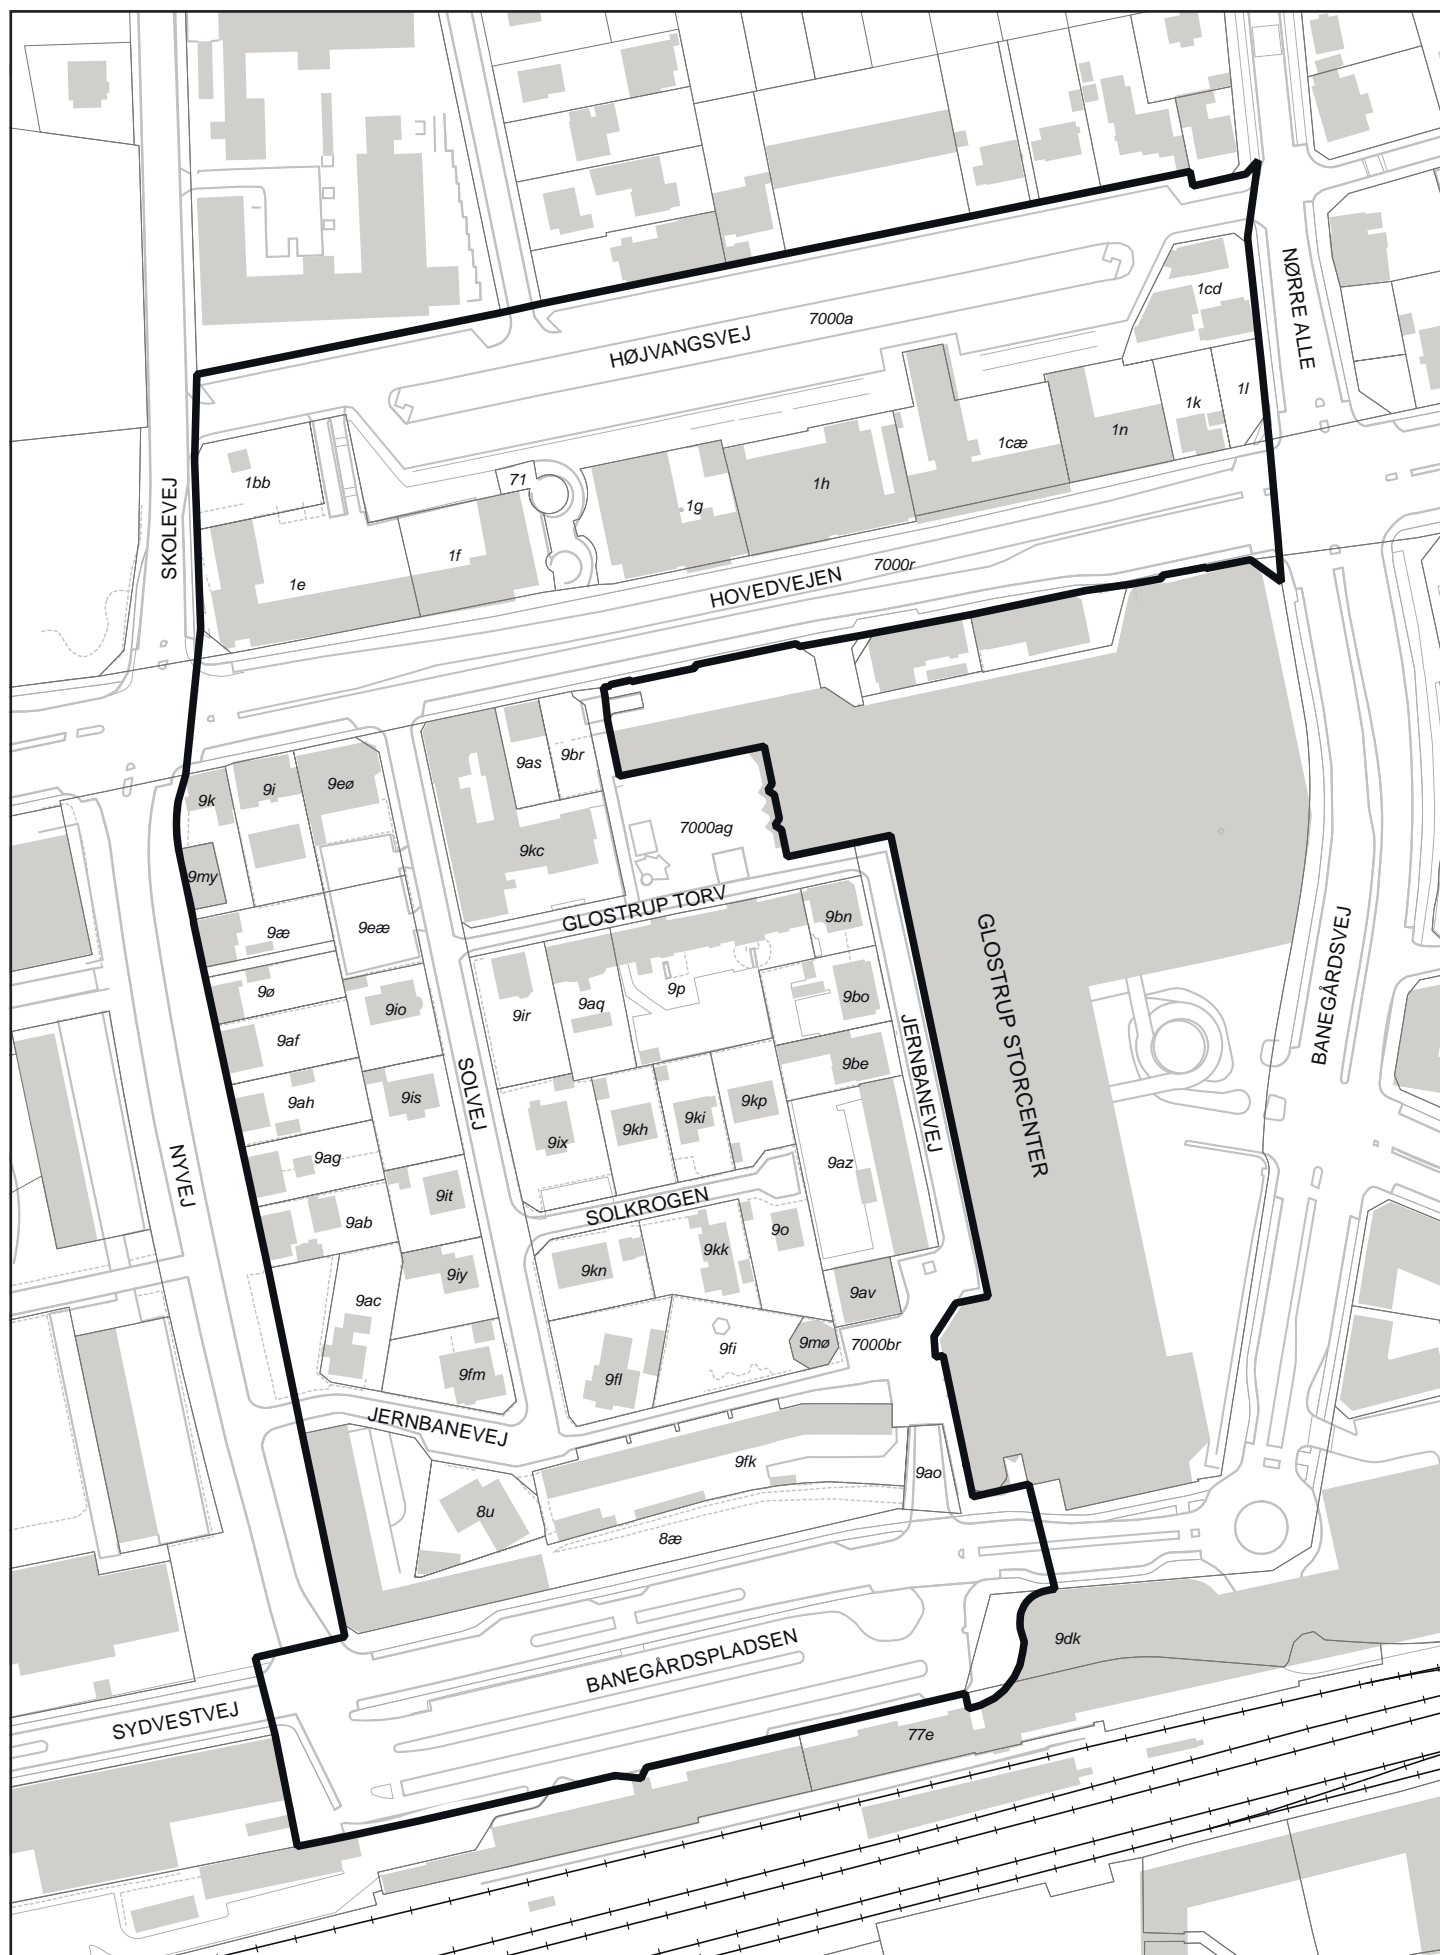 7000a
1cd
HØJVANGSVEJ
NØRRE ALLE
1k
1l
1n
1cæ
1bb
71
1h
1g
SKOLEVEJ
1f
1e
7000r
HOVEDVEJEN
9k
9i
9eø
9as
9br
7000ag
9kc
9my
GLOSTRUP TORV
9bn
9æ
9eæ
GLOSTRUP STORCENTER
BANEGÅRDSVEJ
9ø
9io
9ir
9aq
9p
9bo
9af
JERNBANEVEJ
SOLVEJ
9be
9ah
9is
9ix
9kh
9ki
9kp
NYVEJ
9ag
9az
9it
SOLKROGEN
9ab
9o
9kn
9kk
9iy
9ac
9av
9fm
9fl
9fi
9mø
7000br
JERNBANEVEJ
9fk
9ao
8u
8æ
BANEGÅRDSPLADSEN
9dk
SYDVESTVEJ
77e